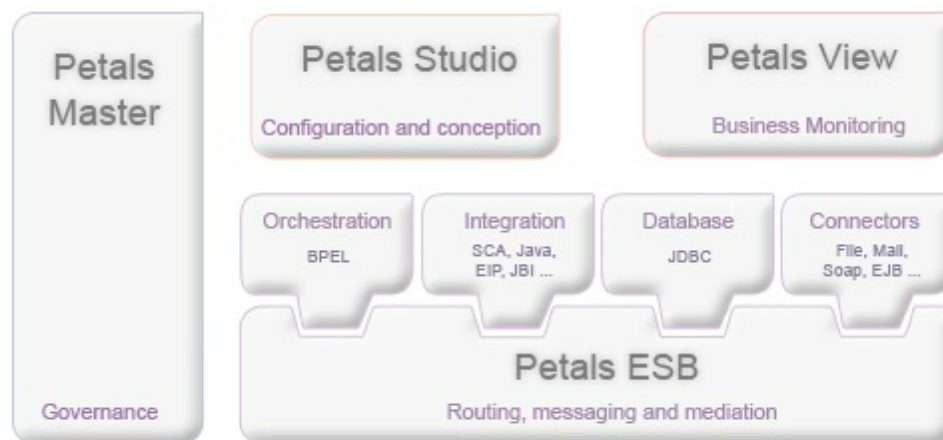 Petals
Master
Governance
Petals Studio
Configuration and conception
Petals View
Business Monitoring
Orchestration
BPEL
Integration
SCA, Java,
EIP, JBI ...
Database
JDBC
Connectors
File, Mail,
Soap, EJB ...
Petals ESB
Routing, messaging and mediation